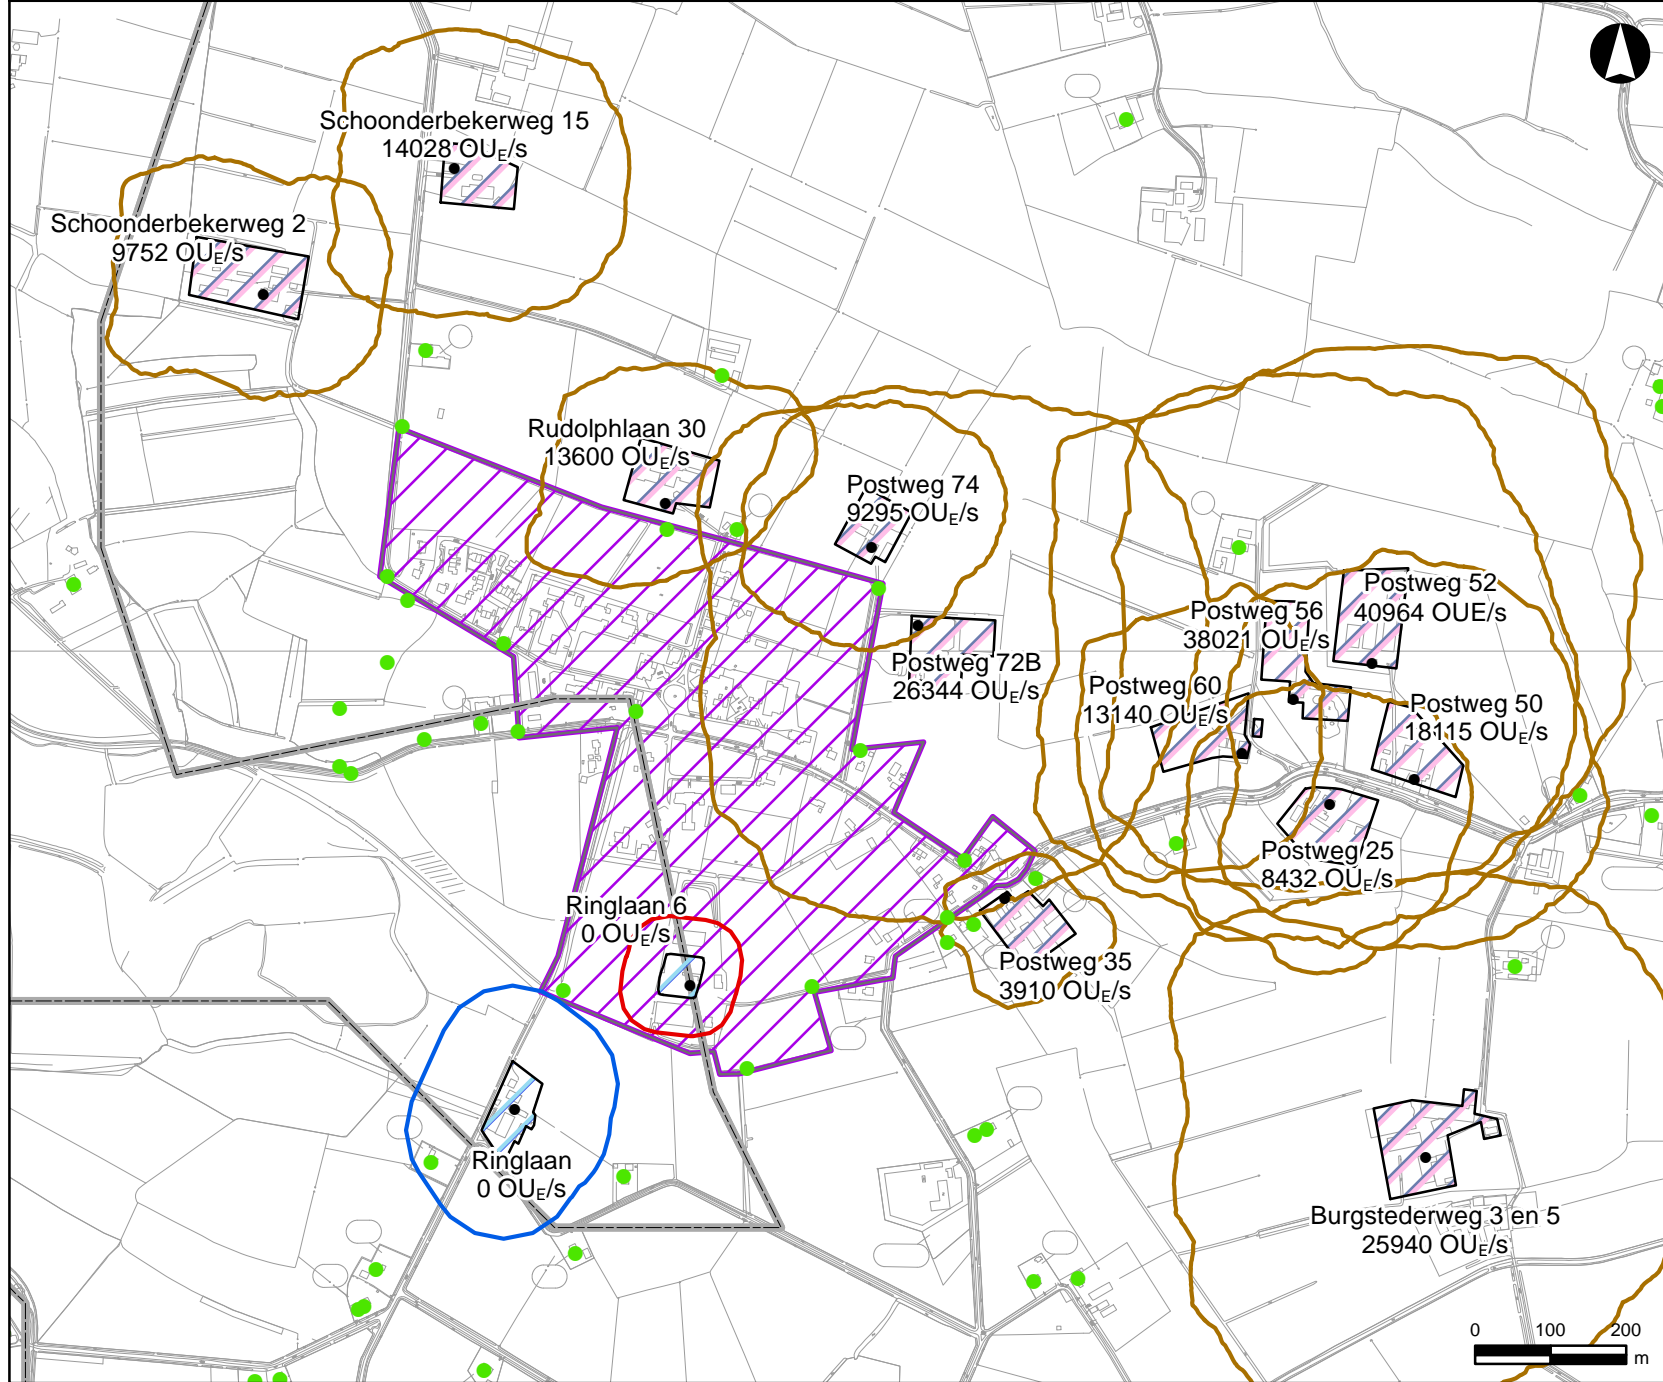 Schoonderbekerweg 15
14028 OUE/s
Schoonderbekerweg 2
9752 OUE/s
Rudolphlaan 30
13600 OUE/s
Postweg 74
9295 OUE/s
Postweg 52
40964 OUE/s
Postweg 56
38021 OUE/s
Postweg 72B
26344 OUE/s
Postweg 60
13140 OUE/s
Postweg 50
18115 OUE/s
Postweg 25
8432 OUE/s
Ringlaan 6
0 OUE/s
Postweg 35
3910 OUE/s
Ringlaan
0 OUE/s
Burgstederweg 3 en 5
25940 OUE/s
0 100 200
m